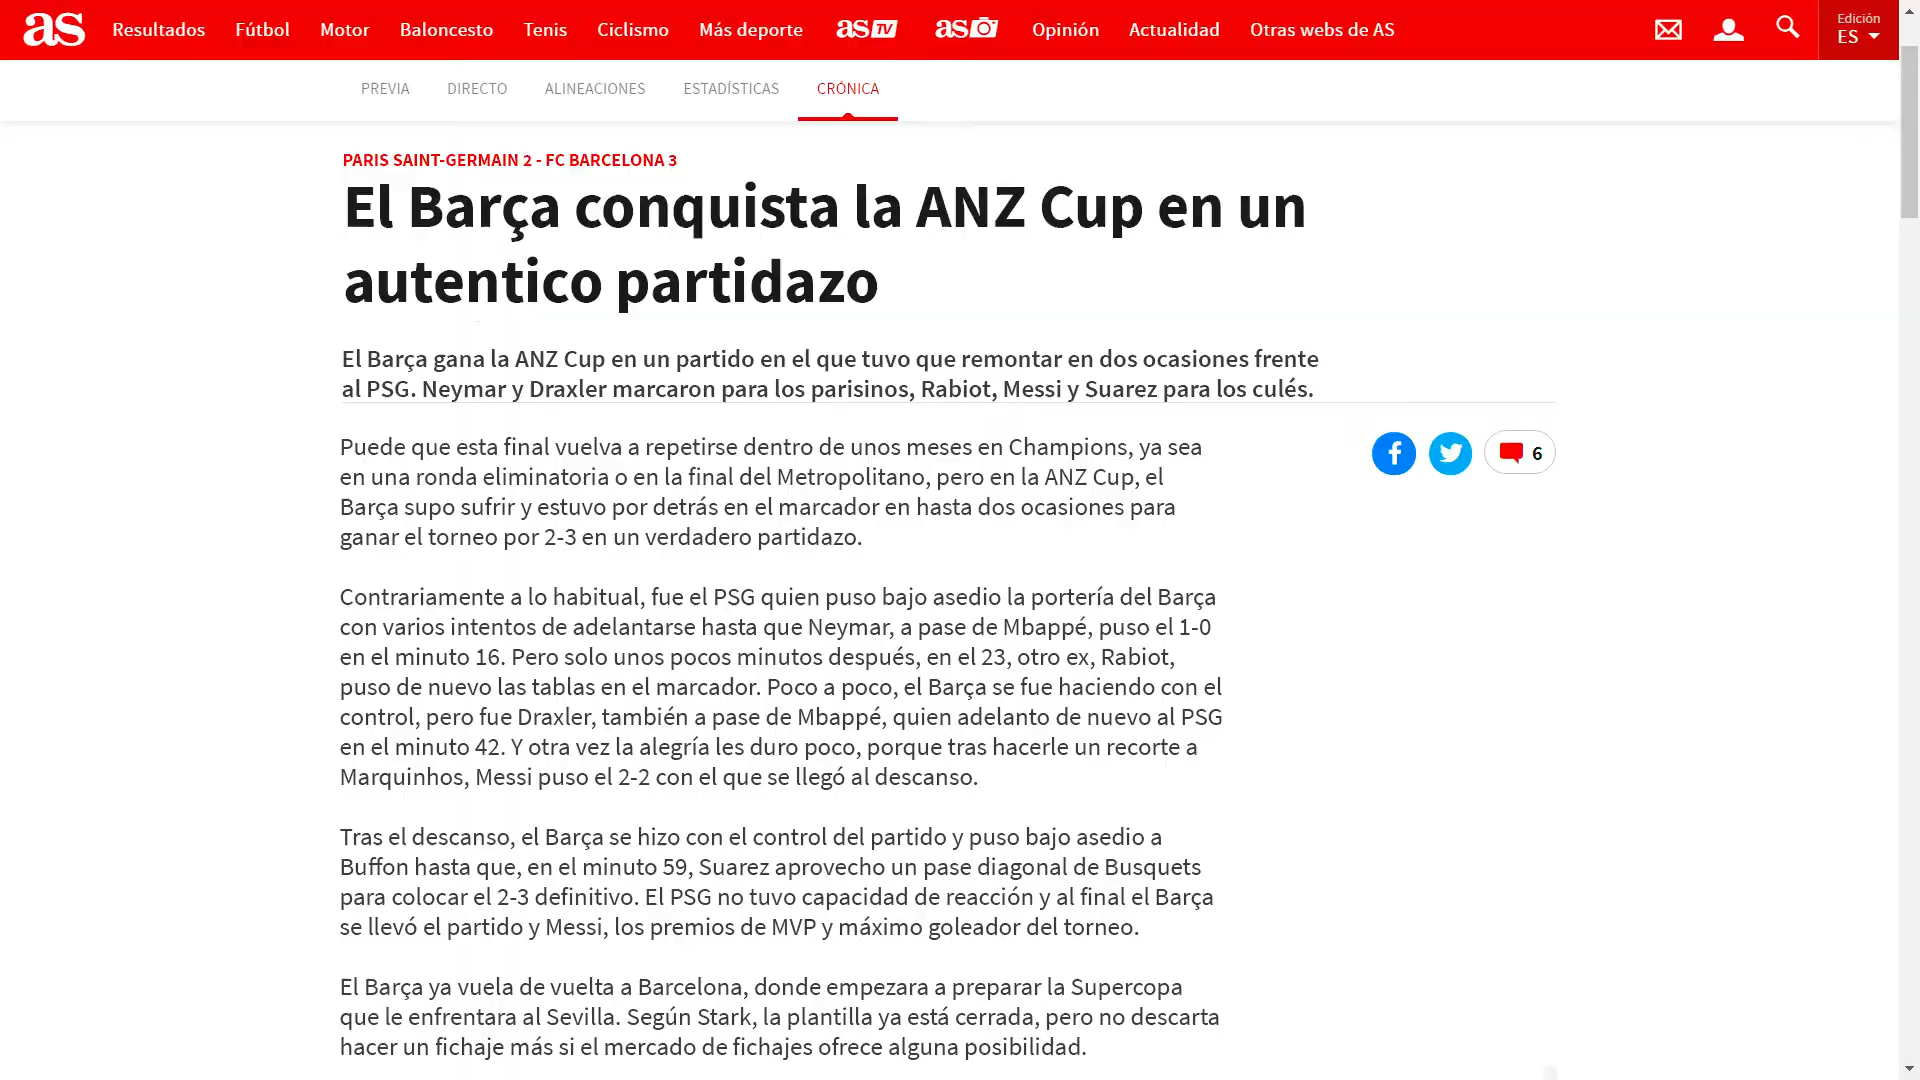 as Resultados Fútbol Motor Baloncesto Tenis Ciclismo Más deporte as TV as Opinión Actualidad Otras webs de AS Edición ES
PREVIA DIRECTO ALINEACIONES ESTADÍSTICAS CRÓNICA
PARIS SAINT-GERMAIN 2 - FC BARCELONA 3
El Barça conquista la ANZ Cup en un
autentico partidazo
El Barça gana la ANZ Cup en un partido en el que tuvo que remontar en dos ocasiones frente
al PSG. Neymar y Draxler marcaron para los parisinos, Rabiot, Messi y Suarez para los culés.
6
Puede que esta final vuelva a repetirse dentro de unos meses en Champions, ya sea
en una ronda eliminatoria o en la final del Metropolitano, pero en la ANZ Cup, el
Barça supo sufrir y estuvo por detrás en el marcador en hasta dos ocasiones para
ganar el torneo por 2-3 en un verdadero partidazo.
Contrariamente a lo habitual, fue el PSG quien puso bajo asedio la portería del Barça
con varios intentos de adelantarse hasta que Neymar, a pase de Mbappé, puso el 1-0
en el minuto 16. Pero solo unos pocos minutos después, en el 23, otro ex, Rabiot,
puso de nuevo las tablas en el marcador. Poco a poco, el Barça se fue haciendo con el
control, pero fue Draxler, también a pase de Mbappé, quien adelanto de nuevo al PSG
en el minuto 42. Y otra vez la alegría les duro poco, porque tras hacerle un recorte a
Marquinhos, Messi puso el 2-2 con el que se llegó al descanso.
Tras el descanso, el Barça se hizo con el control del partido y puso bajo asedio a
Buffon hasta que, en el minuto 59, Suarez aprovecho un pase diagonal de Busquets
para colocar el 2-3 definitivo. El PSG no tuvo capacidad de reacción y al final el Barça
se llevó el partido y Messi, los premios de MVP y máximo goleador del torneo.
El Barça ya vuela de vuelta a Barcelona, donde empezara a preparar la Supercopa
que le enfrentara al Sevilla. Según Stark, la plantilla ya está cerrada, pero no descarta
hacer un fichaje más si el mercado de fichajes ofrece alguna posibilidad.